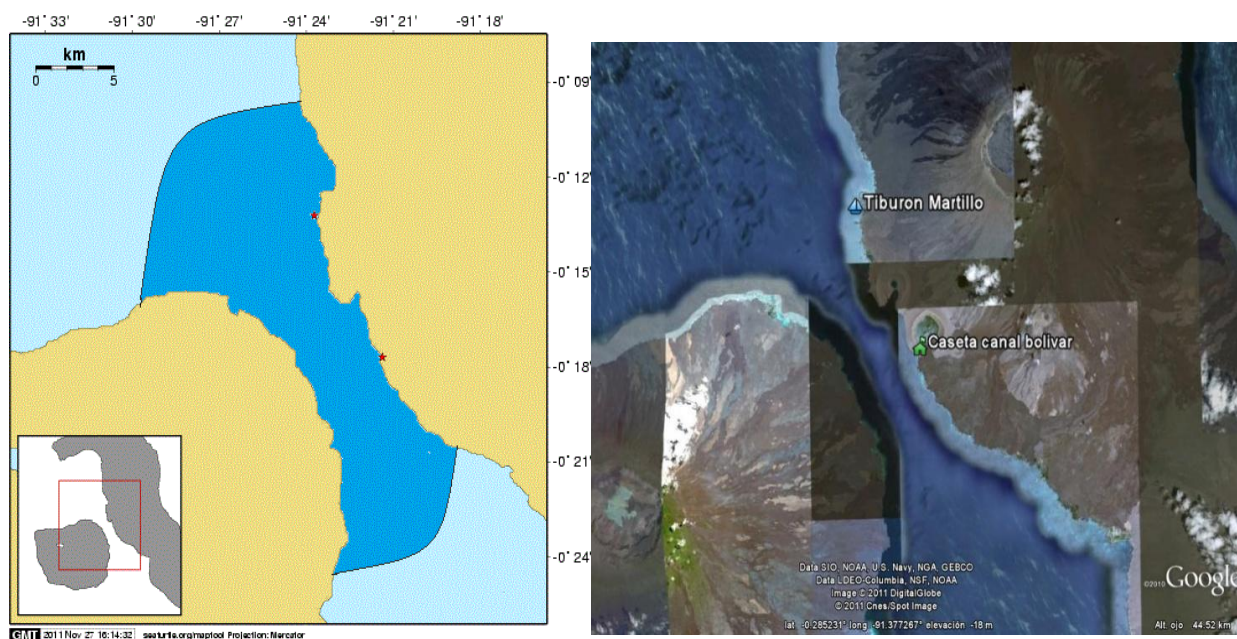 -91° 33' -91° 30' -91° 27' -91° 24' -91° 21' -91° 18'
km
0 5
-0° 09'
-0° 12'
-0° 15'
-0° 18'
-0° 21'
-0° 24'
GMT 2011 Nov 27 16:14:32 seaturtle.org/maptool Projection: Mercator
Tiburon Martillo
Caseta canal bolivar
Data SIO, NOAA, U.S. Navy, NGA, GEBCO
Data LDEO-Columbia, NSF, NOAA
Image © 2011 DigitalGlobe
© 2011 Cnes/Spot Image
©2010 Google
lat -0.285231° long -91.377267° elevación -18 m
Alt. ojo 44.52 km